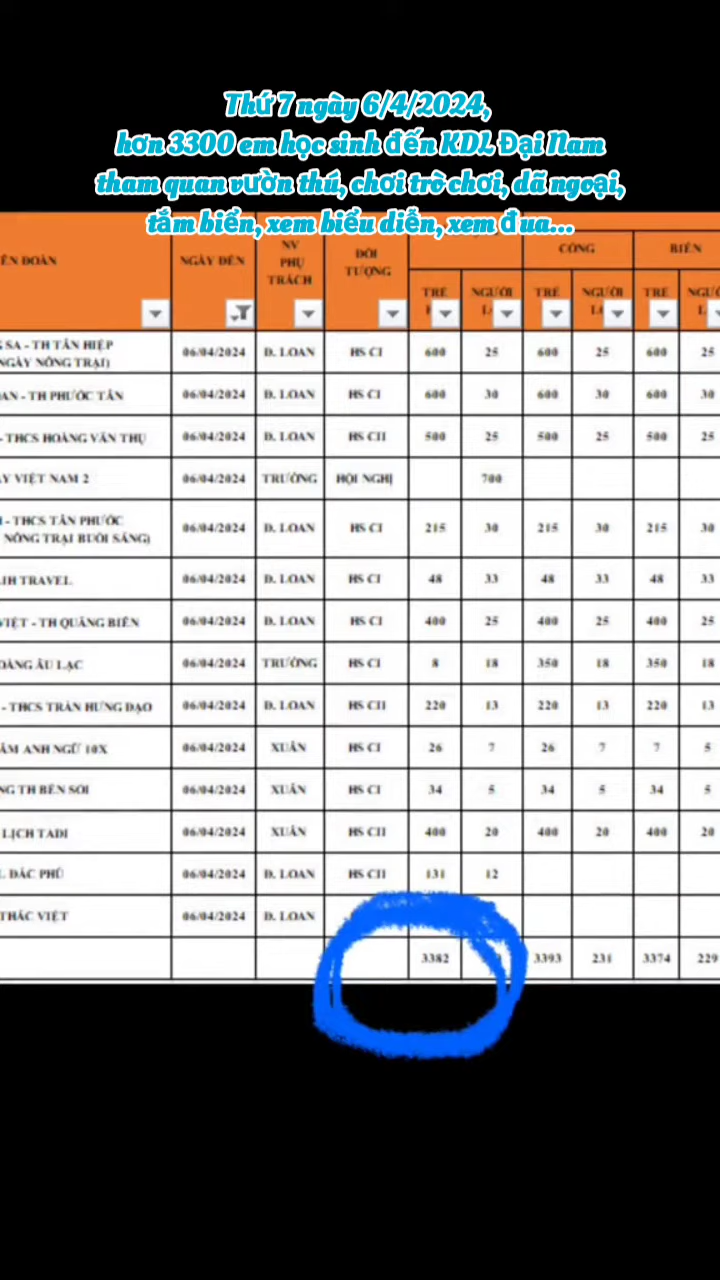 Thứ 7 ngày 6/4/2024,
hơn 3300 em học sinh đến KDL Đại Nam
tham quan vườn thú, chơi trò chơi, dã ngoại,
tắm biển, xem biểu diễn, xem đua...
ÊN ĐOÀN NGÀY ĐẾN NV PHỤ TRÁCH ĐỐI TƯỢNG CỔNG BIỂN
TRẺ NGƯỜI TRẺ NGƯỜI TRẺ
SA - TH TÂN HIỆP
NGÀY NÔNG TRẠI) 06/04/2024 Đ. LOAN HS CI 600 25 600 25 600 25
AN - TH PHƯỚC TÂN 06/04/2024 Đ. LOAN HS CI 600 30 600 30 600 30
- THCS HOÀNG VĂN THỤ 06/04/2024 Đ. LOAN HS CII 500 25 500 25 500 25
Y VIỆT NAM 2 06/04/2024 TRƯỜNG HỘI NGHỊ 700
- THCS TÂN PHƯỚC
NÔNG TRẠI BUỔI SÁNG) 06/04/2024 Đ. LOAN HS CI 215 30 215 30 215 30
TRAVEL 06/04/2024 Đ. LOAN HS CI 48 33 48 33 48 33
VIỆT - TH QUẢNG BIÊN 06/04/2024 Đ. LOAN HS CI 400 25 400 25 400 25
OÀNG ÂU LẠC 06/04/2024 TRƯỜNG HS CI 8 18 350 18 350 18
- THCS TRẦN HƯNG ĐẠO 06/04/2024 Đ. LOAN HS CII 220 13 220 13 220 13
ÂM ANH NGỮ 10X 06/04/2024 XUÂN HS CI 26 7 26 7 7 5
NG TH BẾN SỎI 06/04/2024 XUÂN HS CI 34 5 34 5 34 5
LỊCH TADI 06/04/2024 XUÂN HS CII 400 20 400 20 400 20
ĐẮC PHÚ 06/04/2024 Đ. LOAN HS CII 131 12
THÁC VIỆT 06/04/2024 Đ. LOAN
3382 3393 231 3374 229